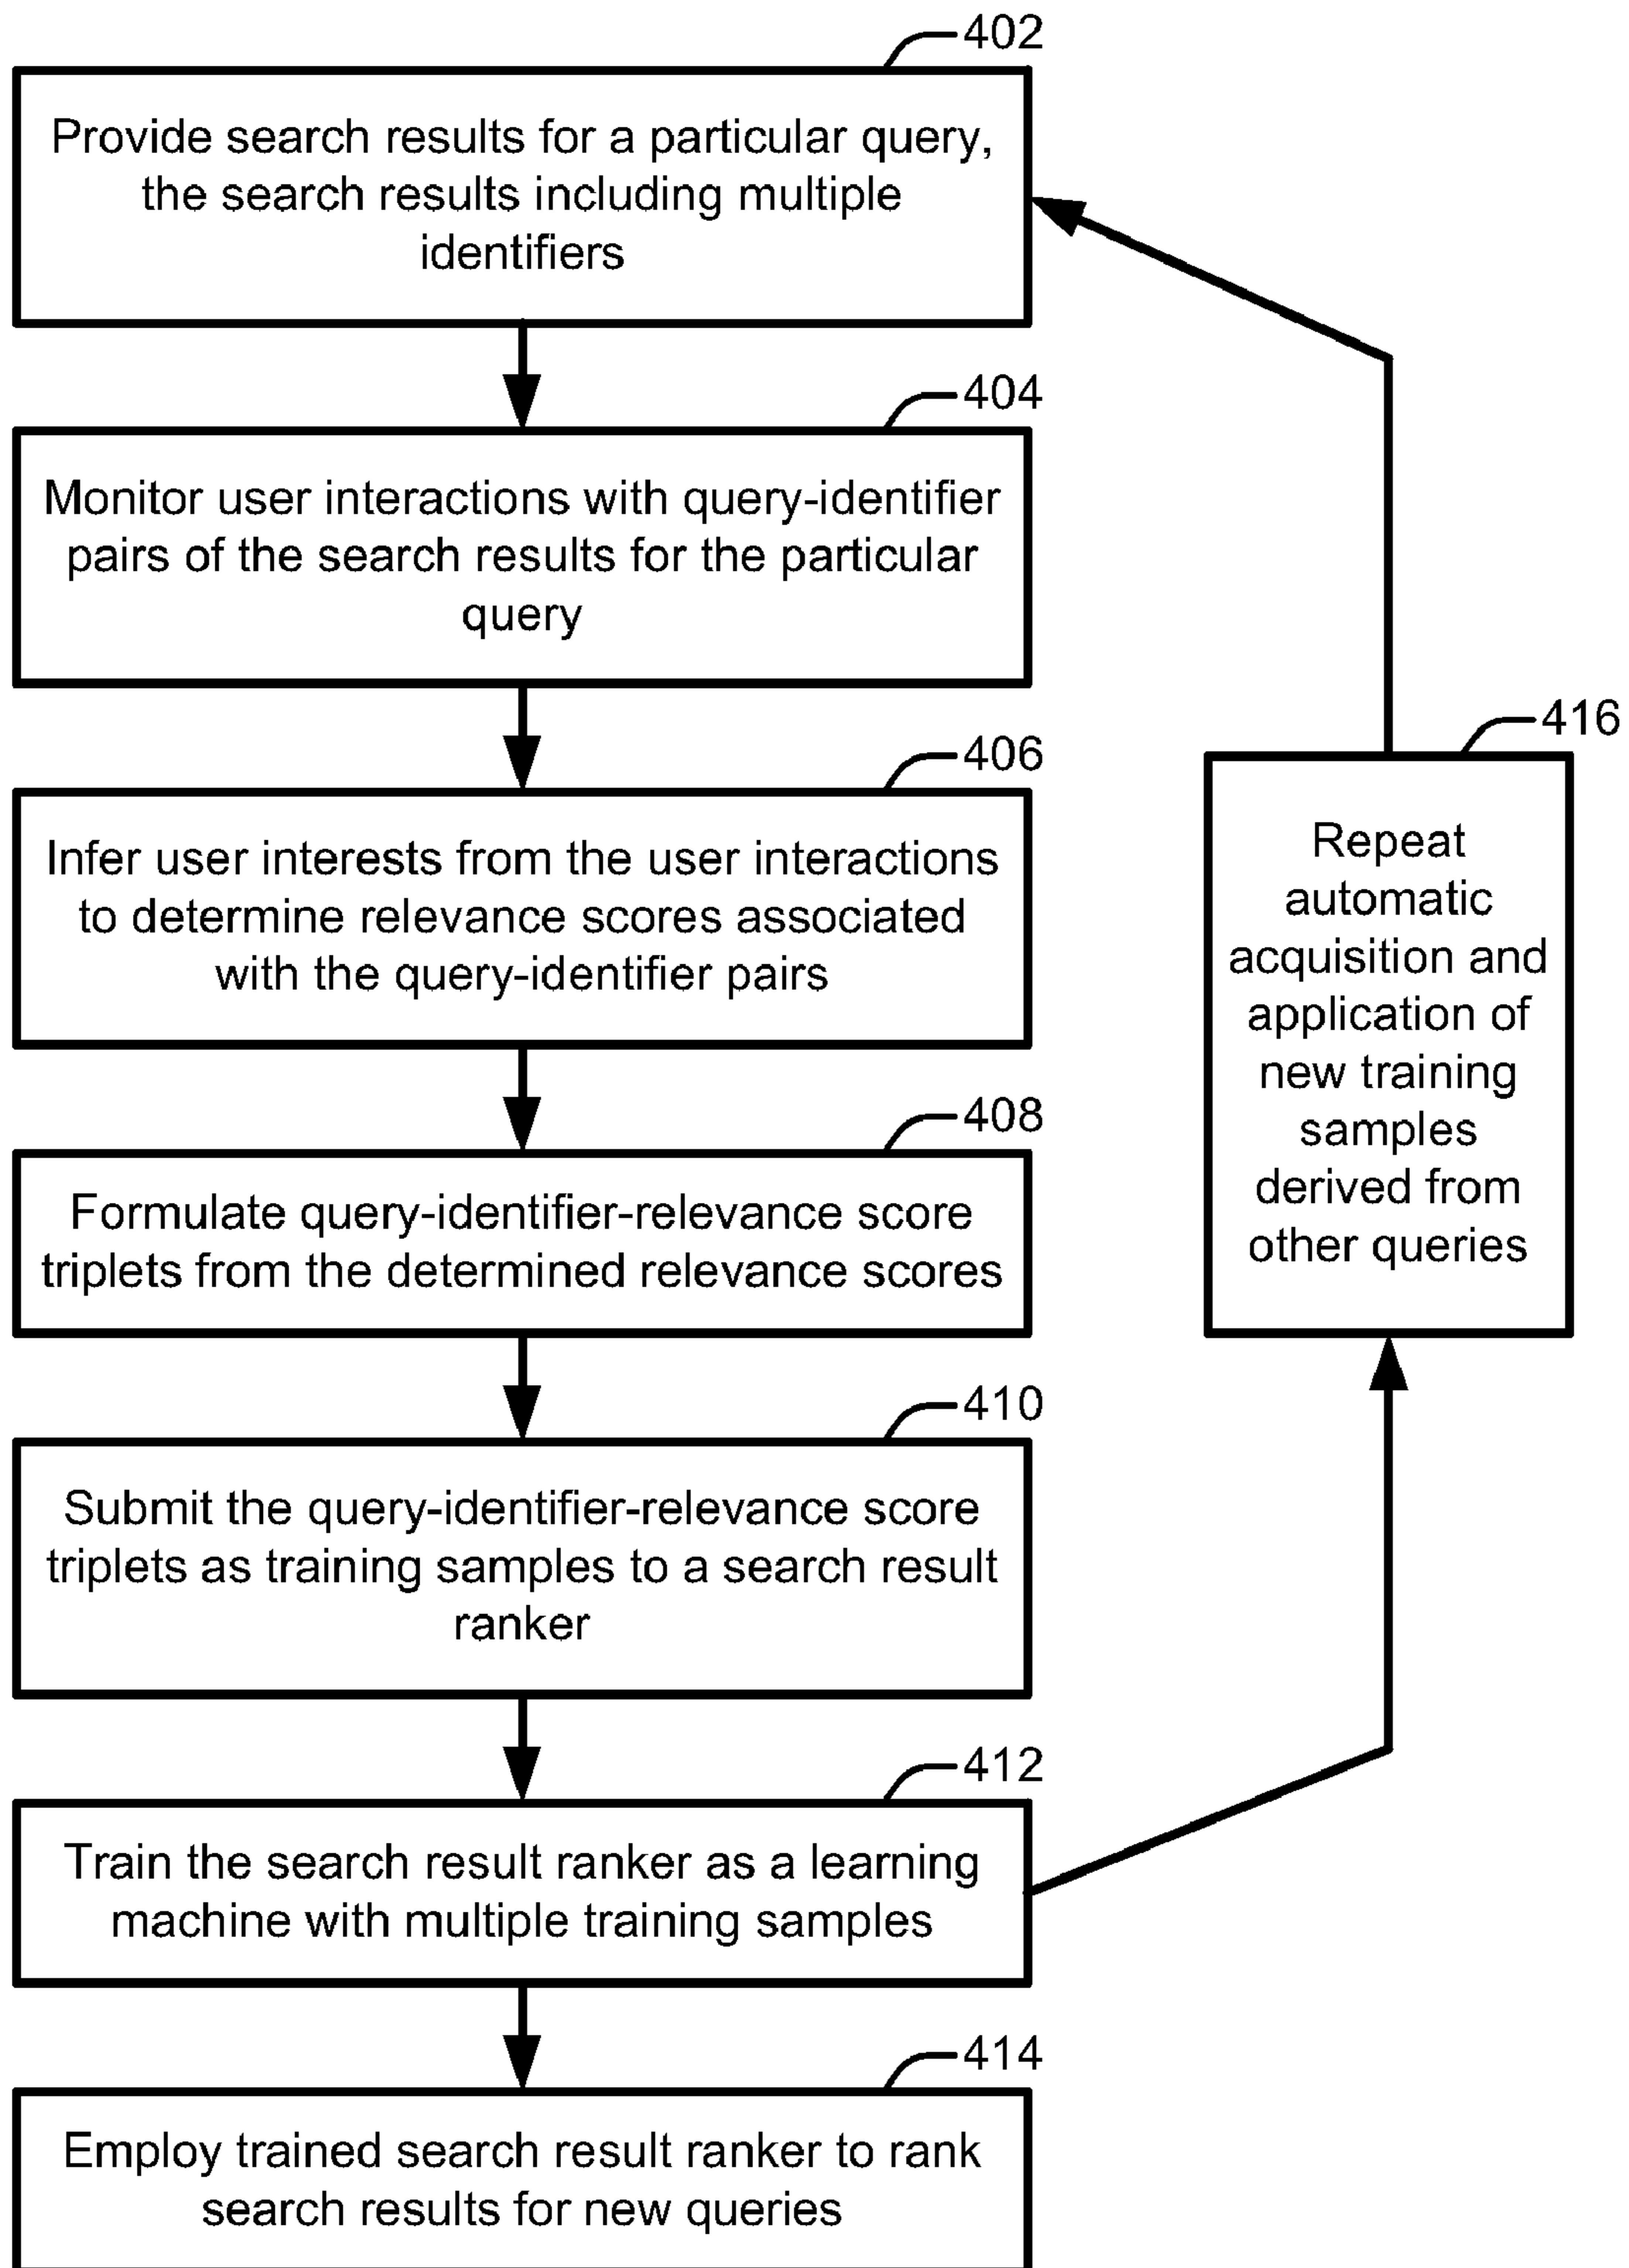 402
Provide search results for a particular query,
the search results including multiple
identifiers
404
Monitor user interactions with query-identifier
pairs of the search results for the particular
query
406
Infer user interests from the user interactions
to determine relevance scores associated
with the query-identifier pairs
408
Formulate query-identifier-relevance score
triplets from the determined relevance scores
410
Submit the query-identifier-relevance score
triplets as training samples to a search result
ranker
412
Train the search result ranker as a learning
machine with multiple training samples
414
Employ trained search result ranker to rank
search results for new queries
416
Repeat
automatic
acquisition and
application of
new training
samples
derived from
other queries